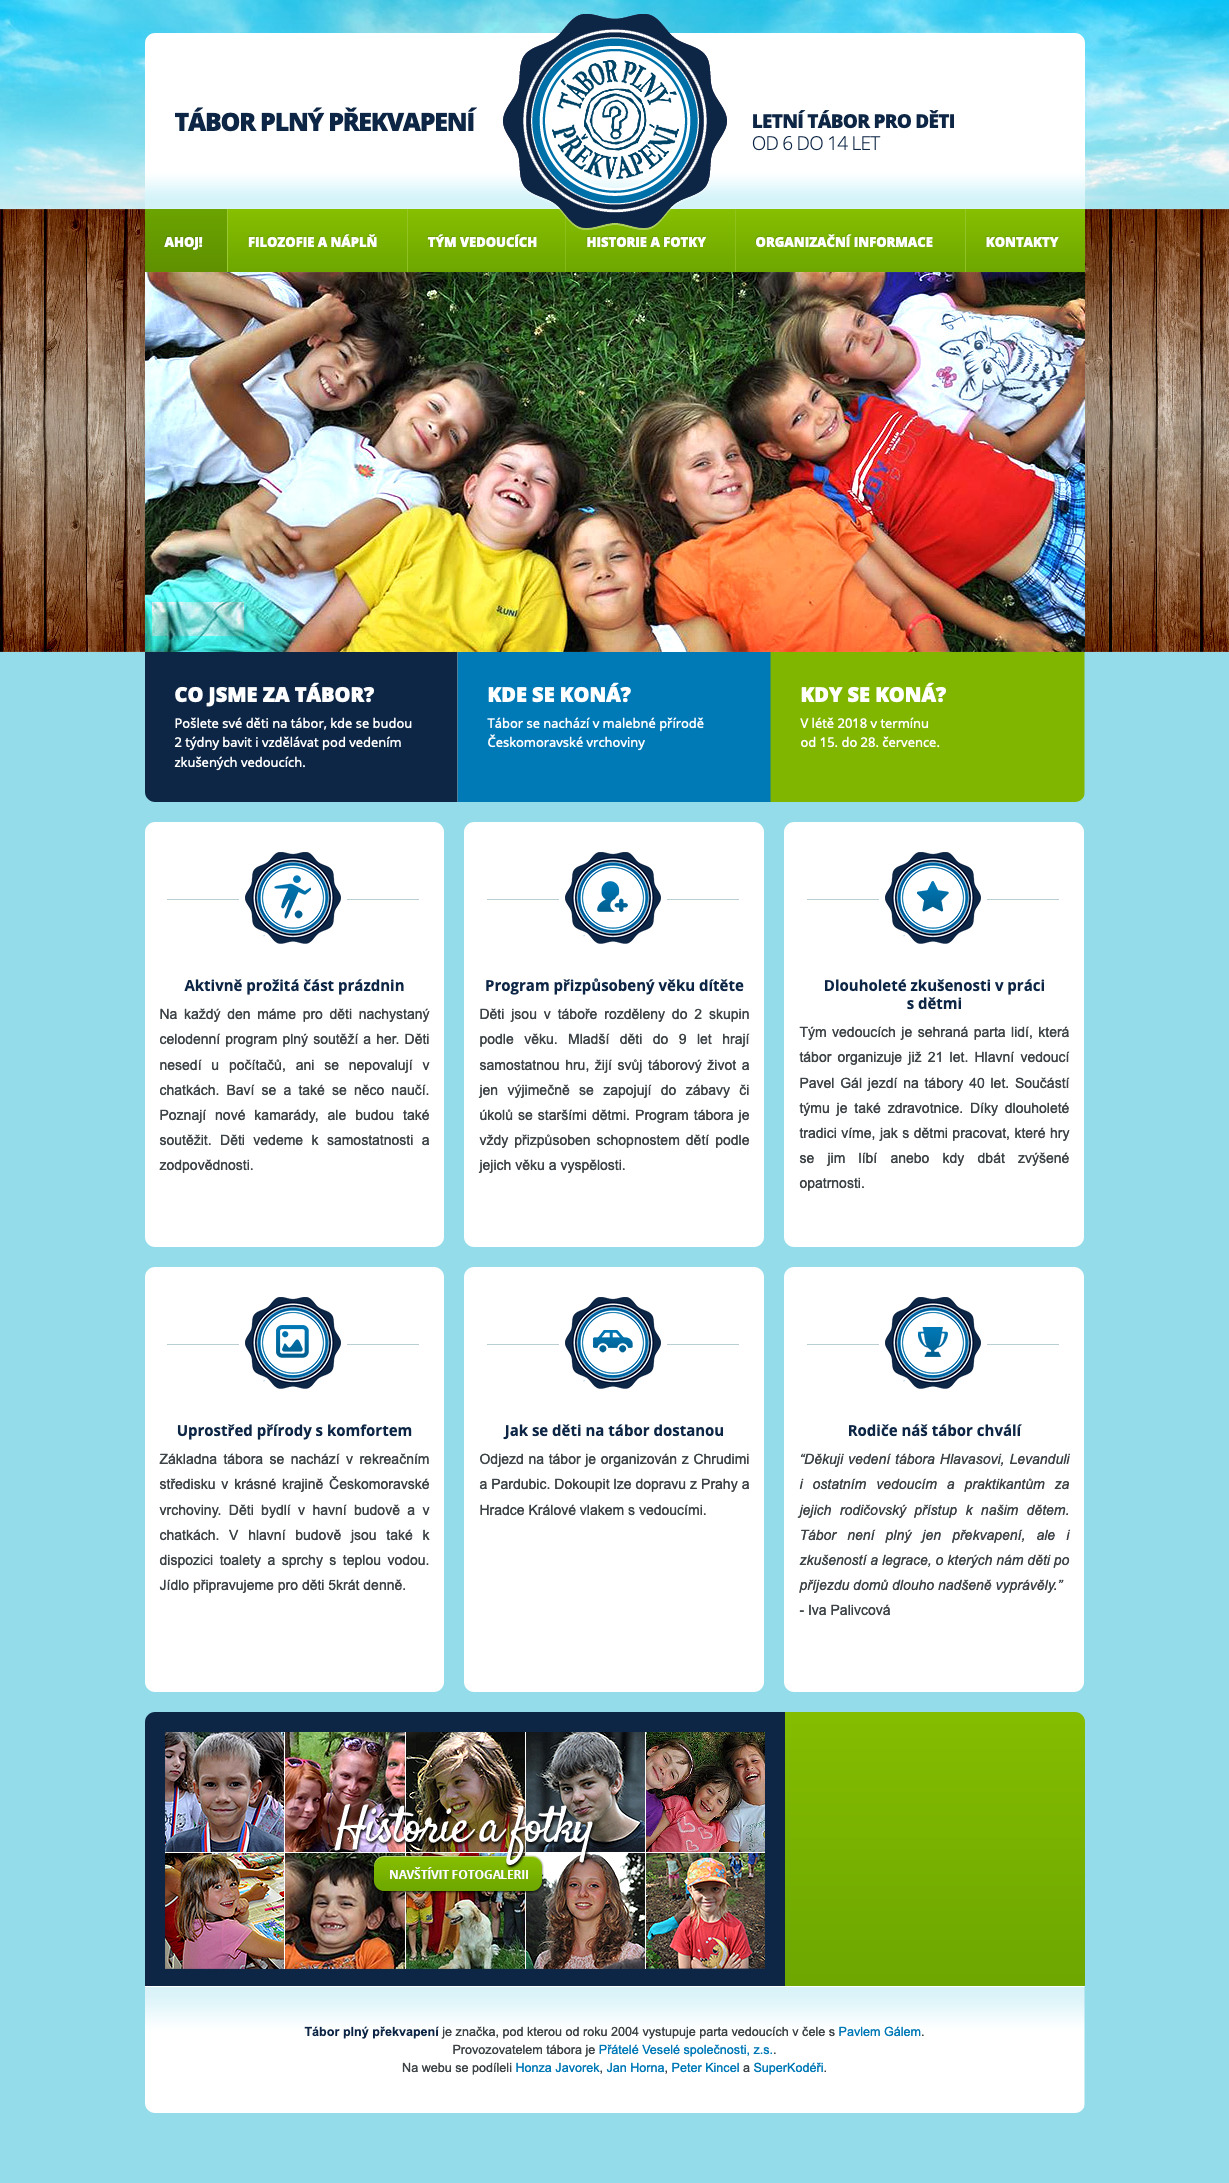 TÁBOR PLNÝ PŘEKVAPENÍ
TÁBOR PLNÝ
?
PŘEKVAPENÍ
LETNÍ TÁBOR PRO DĚTI
OD 6 DO 14 LET
AHOJ!
FILOZOFIE A NÁPLŇ
TÝM VEDOUCÍCH
HISTORIE A FOTKY
ORGANIZAČNÍ INFORMACE
KONTAKTY
SLUNÍ
CO JSME ZA TÁBOR?
Pošlete své děti na tábor, kde se budou
2 týdny bavit i vzdělávat pod vedením
zkušených vedoucích.
KDE SE KONÁ?
Tábor se nachází v malebné přírodě
Českomoravské vrchoviny
KDY SE KONÁ?
V létě 2018 v termínu
od 15. do 28. července.
Aktivně prožitá část prázdnin
Na každý den máme pro děti nachystaný
celodenní program plný soutěží a her. Děti
nesedí u počítačů, ani se nepovalují v
chatkách. Baví se a také se něco naučí.
Poznají nové kamarády, ale budou také
soutěžit. Děti vedeme k samostatnosti a
zodpovědnosti.
Program přizpůsobený věku dítěte
Děti jsou v táboře rozděleny do 2 skupin
podle věku. Mladší děti do 9 let hrají
samostatnou hru, žijí svůj táborový život a
jen výjimečně se zapojují do zábavy či
úkolů se staršími dětmi. Program tábora je
vždy přizpůsoben schopnostem dětí podle
jejich věku a vyspělosti.
Dlouholeté zkušenosti v práci
s dětmi
Tým vedoucích je sehraná parta lidí, která
tábor organizuje již 21 let. Hlavní vedoucí
Pavel Gál jezdí na tábory 40 let. Součástí
týmu je také zdravotnice. Díky dlouholeté
tradici víme, jak s dětmi pracovat, které hry
se jim líbí anebo kdy dbát zvýšené
opatrnosti.
Uprostřed přírody s komfortem
Základna tábora se nachází v rekreačním
středisku v krásné krajině Českomoravské
vrchoviny. Děti bydlí v havní budově a v
chatkách. V hlavní budově jsou také k
dispozici toalety a sprchy s teplou vodou.
Jídlo připravujeme pro děti 5krát denně.
Jak se děti na tábor dostanou
Odjezd na tábor je organizován z Chrudimi
a Pardubic. Dokoupit lze dopravu z Prahy a
Hradce Králové vlakem s vedoucími.
Rodiče náš tábor chválí
“Děkuji vedení tábora Hlavasovi, Levanduli
i ostatním vedoucím a praktikantům za
jejich rodičovský přístup k našim dětem.
Tábor není plný jen překvapení, ale i
zkušeností a legrace, o kterých nám děti po
příjezdu domů dlouho nadšeně vyprávěly.”
- Iva Palivcová
Historie a fotky
NAVŠTÍVIT FOTOGALERII
Tábor plný překvapení je značka, pod kterou od roku 2004 vystupuje parta vedoucích v čele s Pavlem Gálem.
Provozovatelem tábora je Přátelé Veselé společnosti, z.s..
Na webu se podíleli Honza Javorek, Jan Horna, Peter Kincel a SuperKodéři.